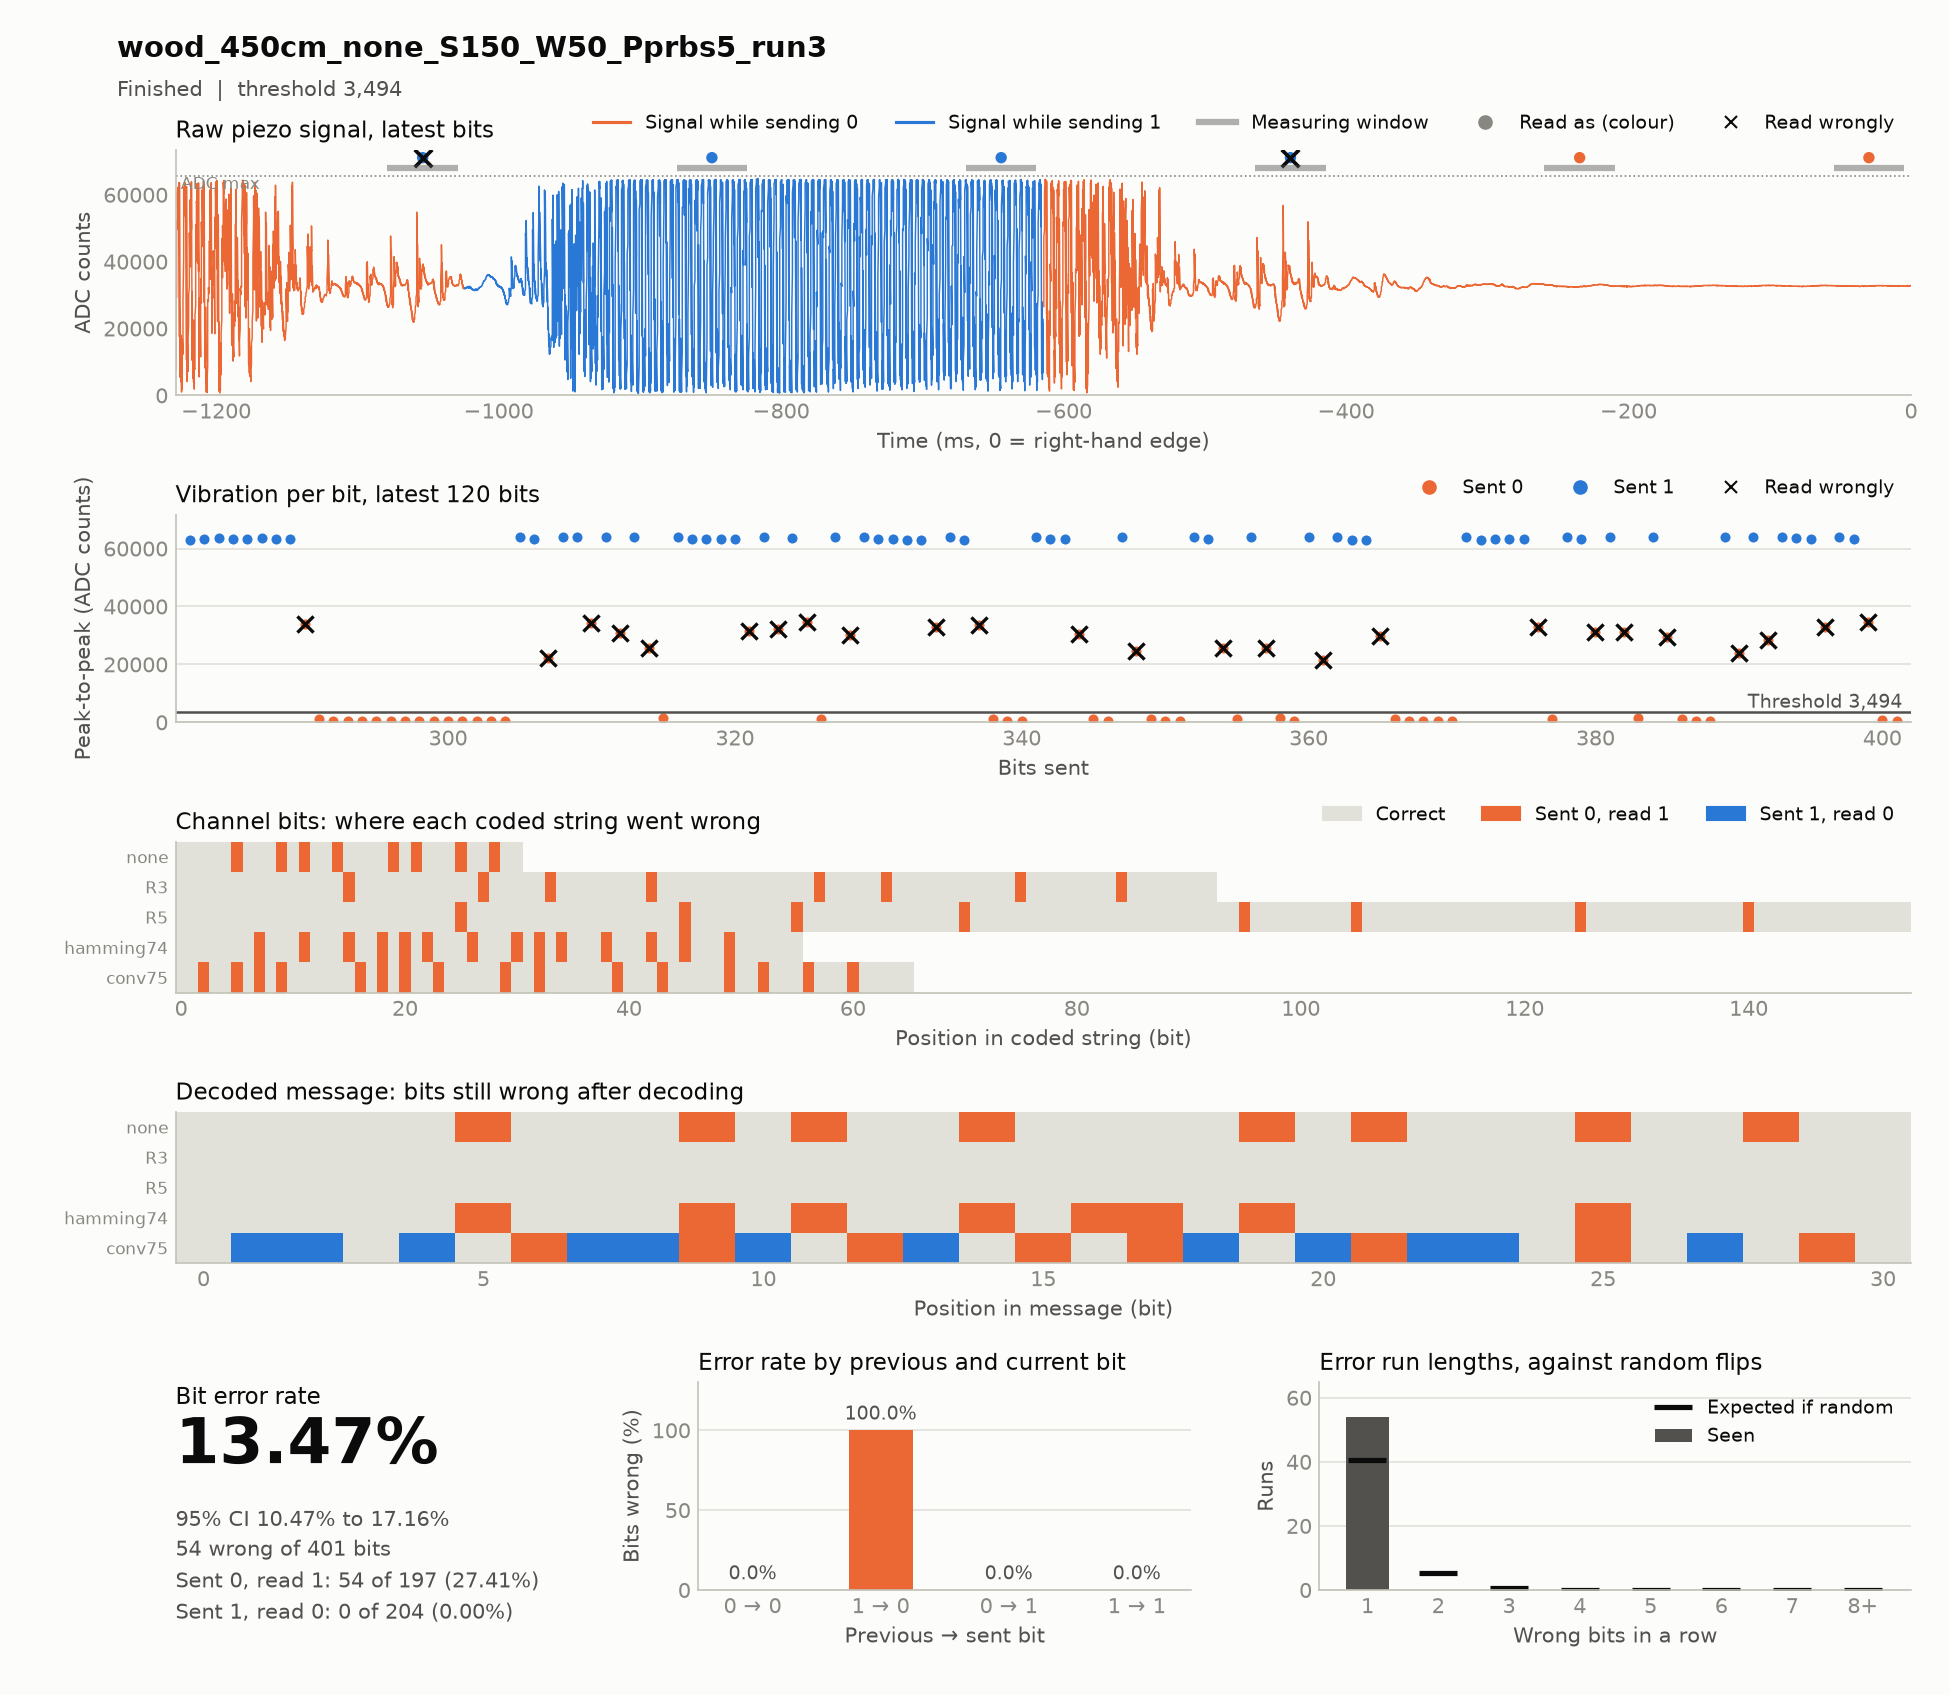 wood_450cm_none_S150_W50_Pprbs5_run3
Finished | threshold 3,494
Raw piezo signal, latest bits
Signal while sending 0
Signal while sending 1
Measuring window
Read as (colour)
Read wrongly
ADC max
ADC counts
60000
40000
20000
0
−1200 −1000 −800 −600 −400 −200 0
Time (ms, 0 = right-hand edge)
Vibration per bit, latest 120 bits
Sent 0
Sent 1
Read wrongly
Peak-to-peak (ADC counts)
60000
40000
20000
0
Threshold 3,494
300 320 340 360 380 400
Bits sent
Channel bits: where each coded string went wrong
Correct
Sent 0, read 1
Sent 1, read 0
none
R3
R5
hamming74
conv75
0 20 40 60 80 100 120 140
Position in coded string (bit)
Decoded message: bits still wrong after decoding
none
R3
R5
hamming74
conv75
0 5 10 15 20 25 30
Position in message (bit)
Bit error rate
13.47%
95% CI 10.47% to 17.16%
54 wrong of 401 bits
Sent 0, read 1: 54 of 197 (27.41%)
Sent 1, read 0: 0 of 204 (0.00%)
Error rate by previous and current bit
Bits wrong (%)
100
50
0
0.0% 100.0% 0.0% 0.0%
0 → 0 1 → 0 0 → 1 1 → 1
Previous → sent bit
Error run lengths, against random flips
Expected if random
Seen
Runs
60
40
20
0
1 2 3 4 5 6 7 8+
Wrong bits in a row